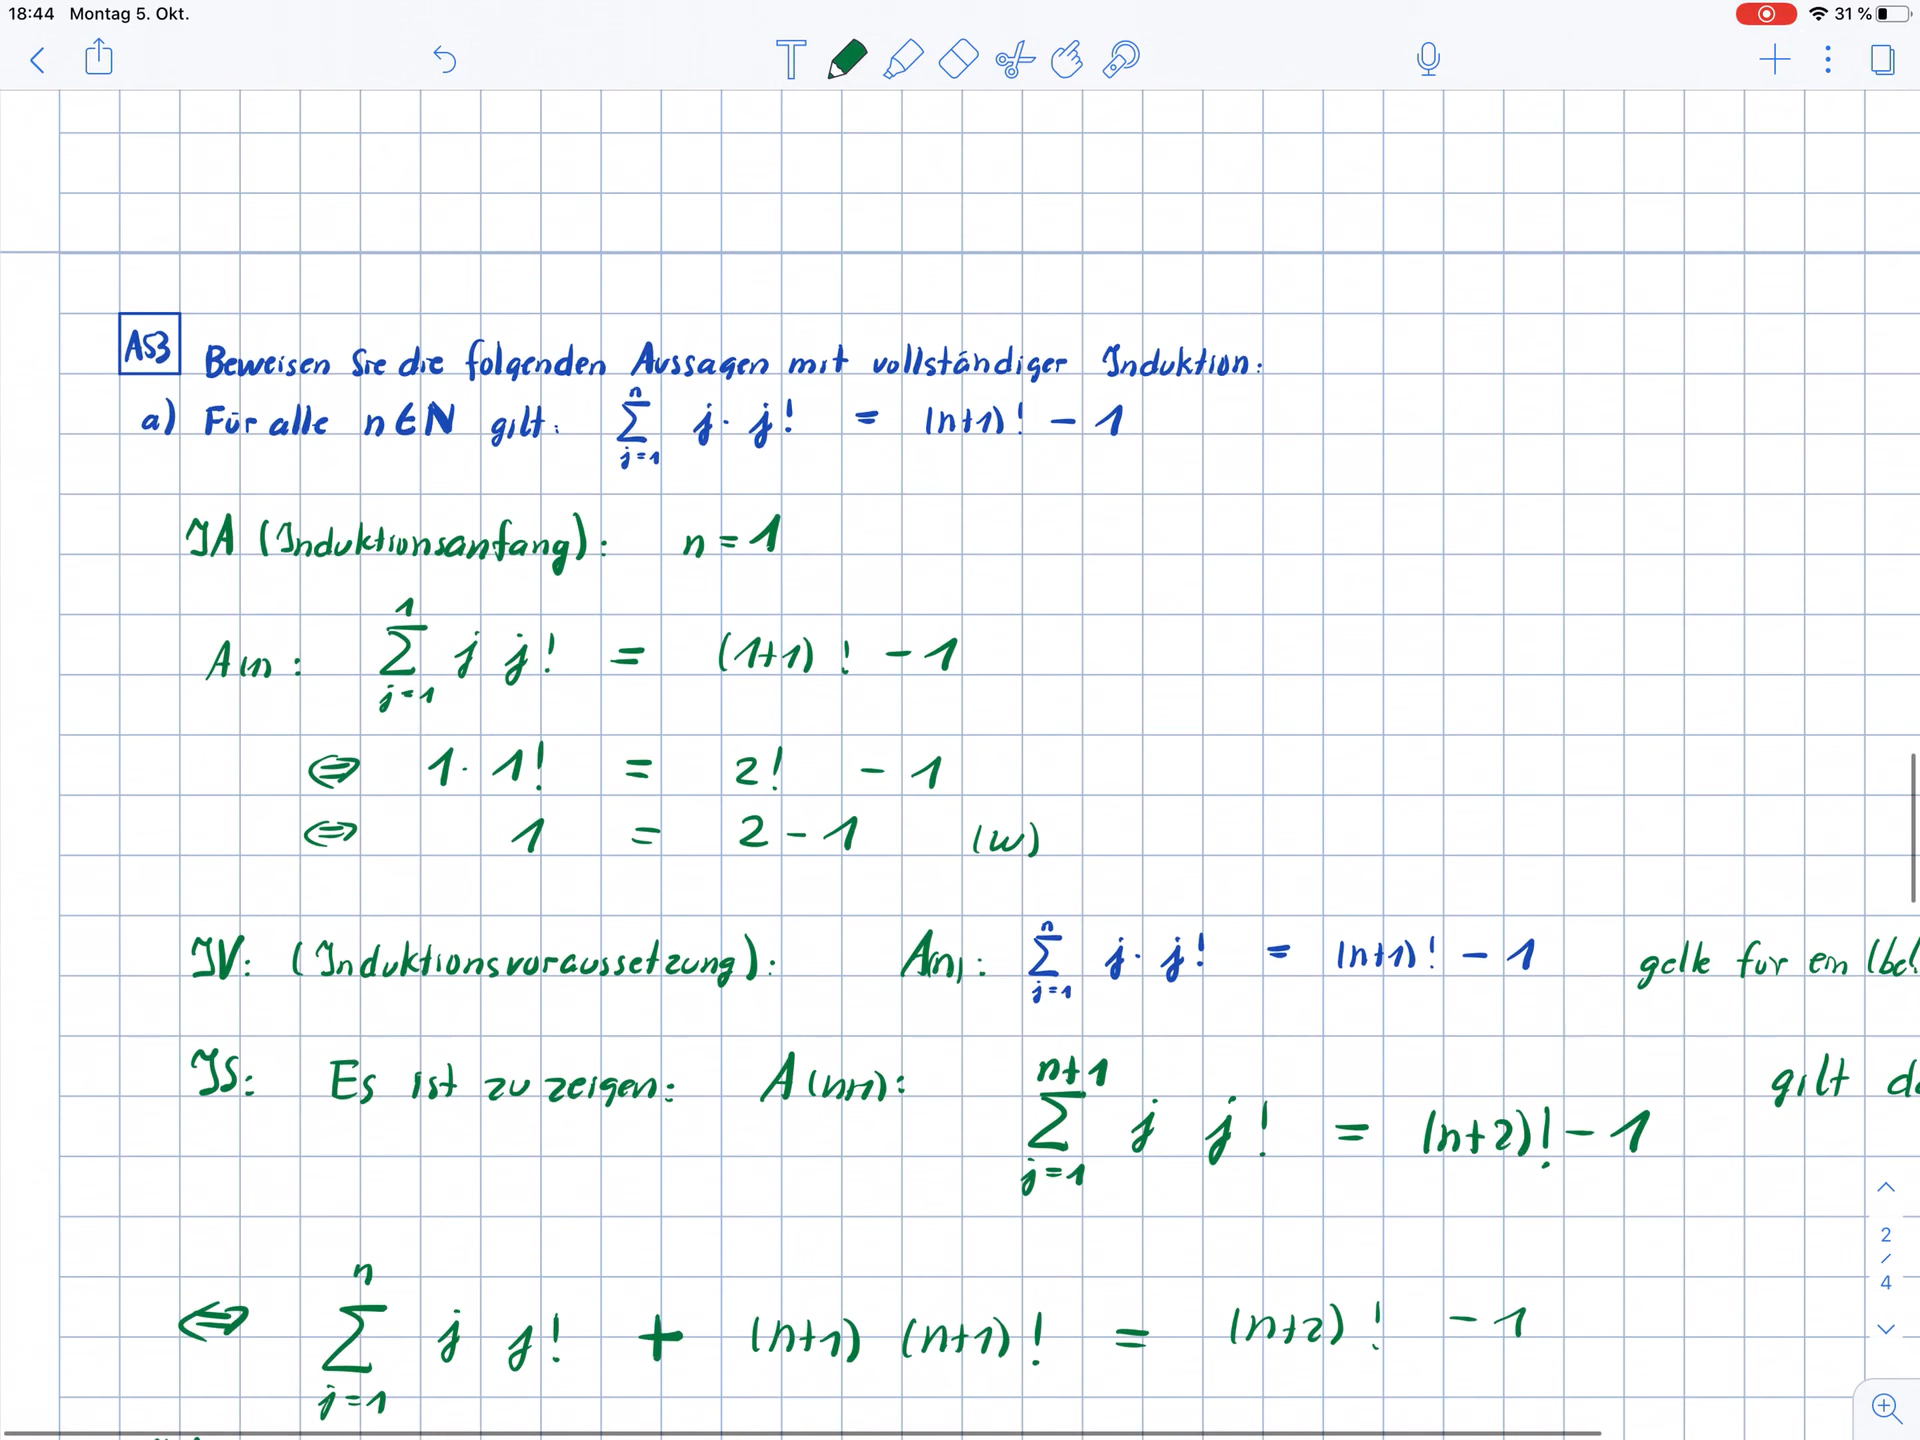 18:44 Montag 5. Okt. 31 %
A53 Beweisen Sie die folgenden Aussagen mit vollständiger Induktion:
a) Für alle n ∈ ℕ gilt: ∑_{j=1}^{n} j · j! = (n+1)! - 1
IA (Induktionsanfang): n = 1
A(1): ∑_{j=1}^{1} j j! = (1+1)! - 1
⇔ 1 · 1! = 2! - 1
⇔ 1 = 2 - 1 (w)
IV: (Induktionsvoraussetzung): A(n): ∑_{j=1}^{n} j · j! = (n+1)! - 1 gelte für ein (bel.
IS: Es ist zu zeigen: A(n+1): ∑_{j=1}^{n+1} j j! = (n+2)! - 1 gilt
⇔ ∑_{j=1}^{n} j j! + (n+1) (n+1)! = (n+2)! - 1
2
/
4